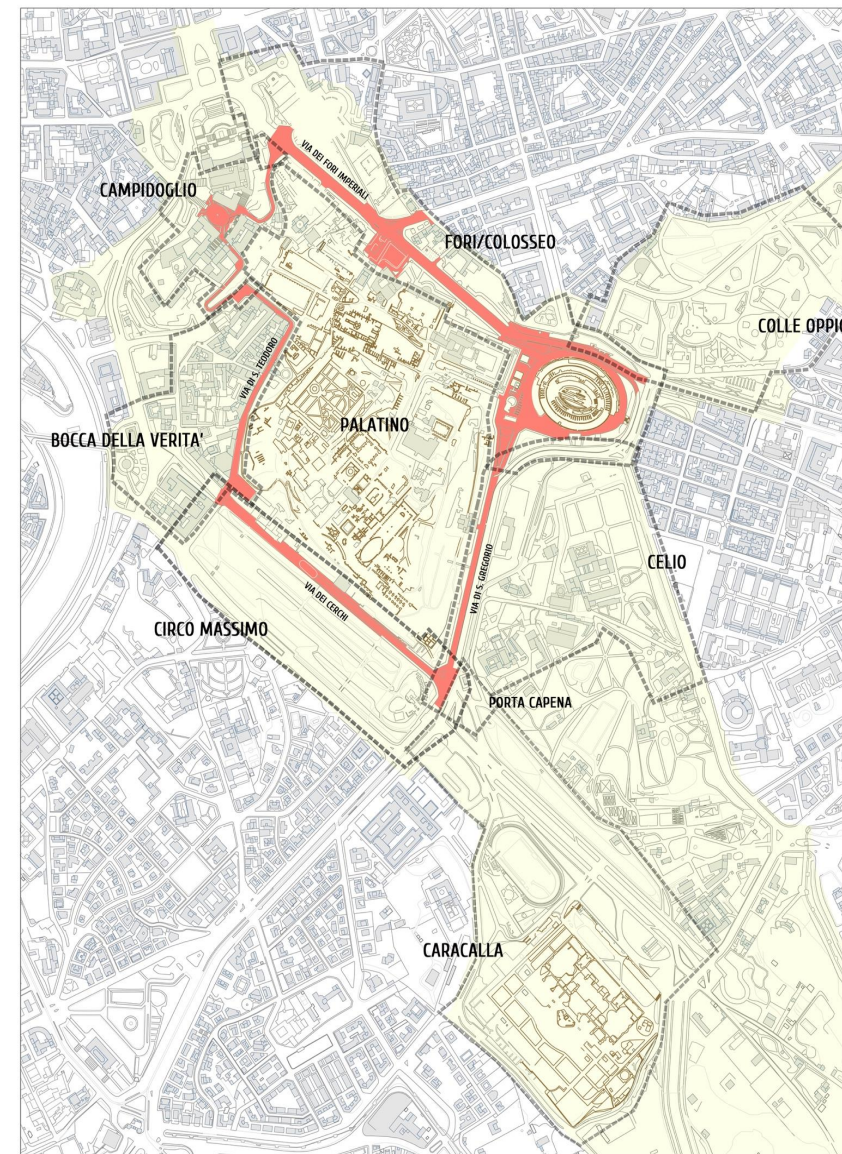 VIA DEI FORI IMPERIALI
CAMPIDOGLIO
FORI/COLOSSEO
COLLE OPPIO
VIA DI S. TEODORO
PALATINO
BOCCA DELLA VERITA'
CELIO
VIA DI S. GREGORIO
VIA DEI CERCHI
CIRCO MASSIMO
PORTA CAPENA
CARACALLA